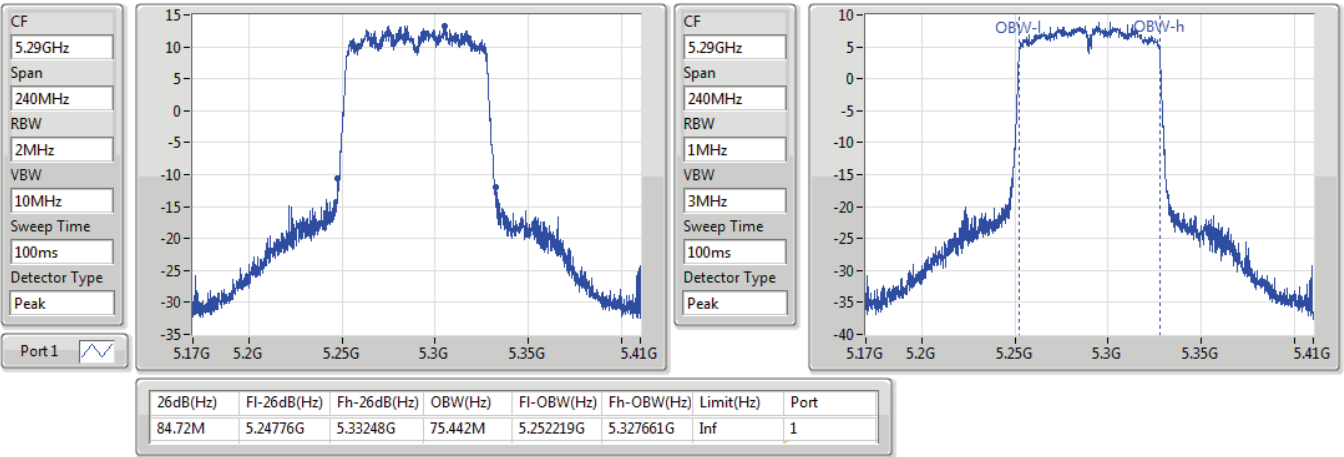 CF
5.29GHz
Span
240MHz
RBW
2MHz
VBW
10MHz
Sweep Time
100ms
Detector Type
Peak
Port 1
15
10
5
0
-5
-10
-15
-20
-25
-30
-35
5.17G 5.2G 5.25G 5.3G 5.35G 5.41G
CF
5.29GHz
Span
240MHz
RBW
1MHz
VBW
3MHz
Sweep Time
100ms
Detector Type
Peak
OBW-l OBW-h
10
5
0
-5
-10
-15
-20
-25
-30
-35
-40
5.17G 5.2G 5.25G 5.3G 5.35G 5.41G
26dB(Hz) Fl-26dB(Hz) Fh-26dB(Hz) OBW(Hz) Fl-OBW(Hz) Fh-OBW(Hz) Limit(Hz) Port
84.72M 5.24776G 5.33248G 75.442M 5.252219G 5.327661G Inf 1